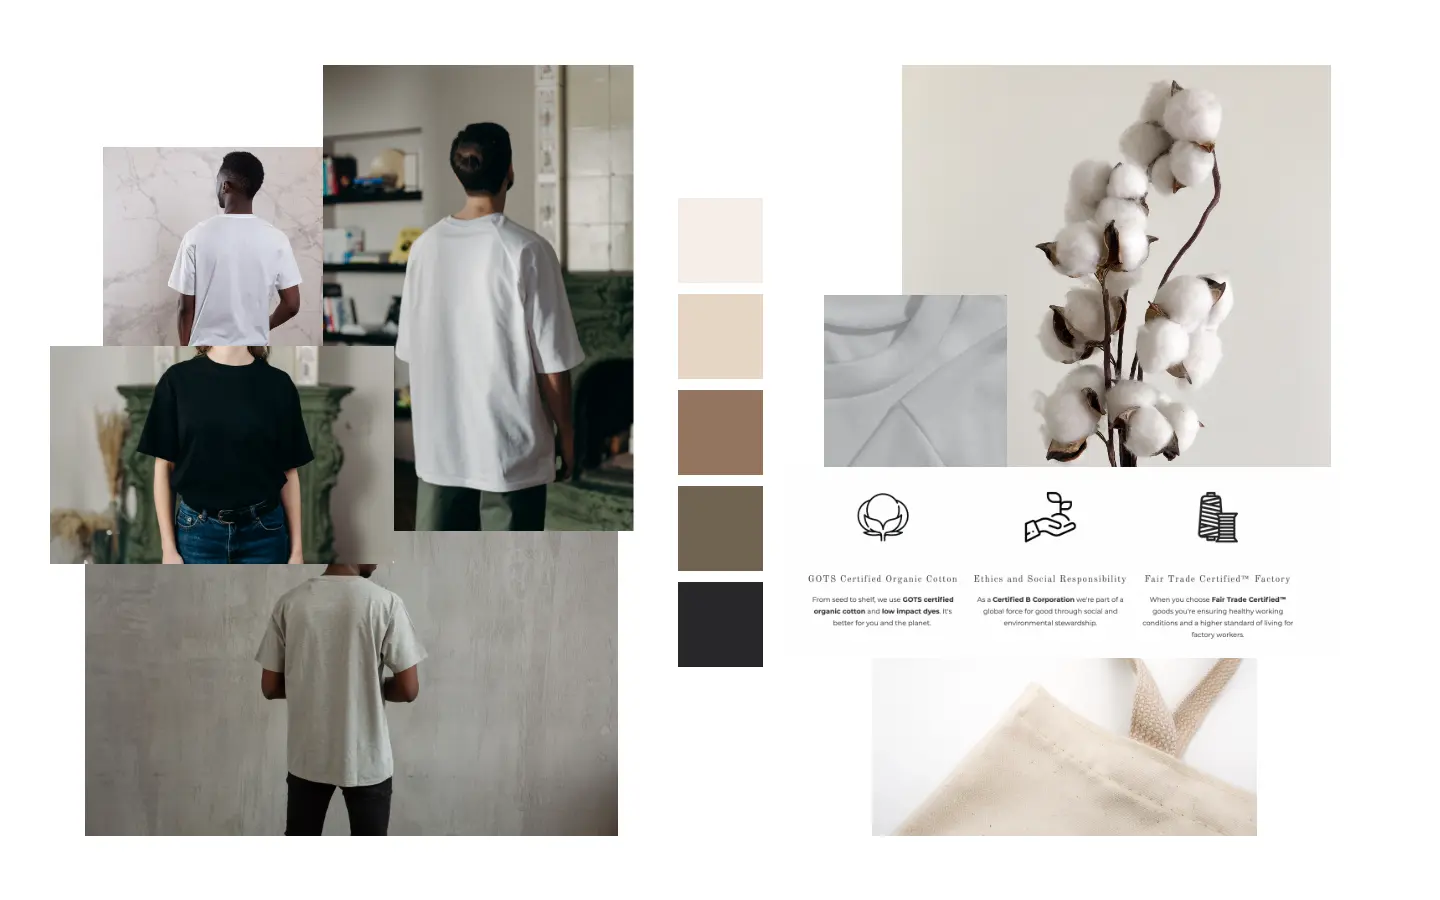 GOTS Certified Organic Cotton
From seed to shelf, we use GOTS certified
organic cotton and low impact dyes. It's
better for you and the planet.
Ethics and Social Responsibility
As a Certified B Corporation we're part of a
global force for good through social and
environmental stewardship.
Fair Trade Certified™ Factory
When you choose Fair Trade Certified™
goods you're ensuring healthy working
conditions and a higher standard of living for
factory workers.